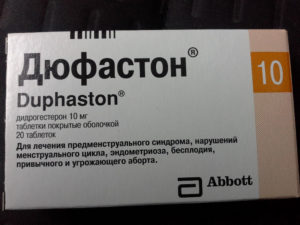 Дюфастон®
10
Duphaston®
дидрогестерон 10 мг
таблетки покрытые оболочкой
20 таблеток
Для лечения предменструального синдрома, нарушений
менструального цикла, эндометриоза, бесплодия,
привычного и угрожающего аборта.
Abbott